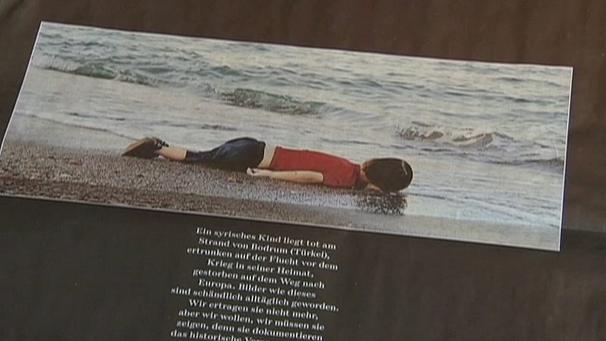 Ein syrisches Kind liegt tot am
Strand von Bodrum (Türkei),
ertrunken auf der Flucht vor dem
Krieg in seiner Heimat,
gestorben auf dem Weg nach
Europa. Bilder wie dieses
sind schändlich alltäglich geworden.
Wir ertragen sie nicht mehr,
aber wir wollen, wir müssen sie
zeigen, denn sie dokumentieren
das historische